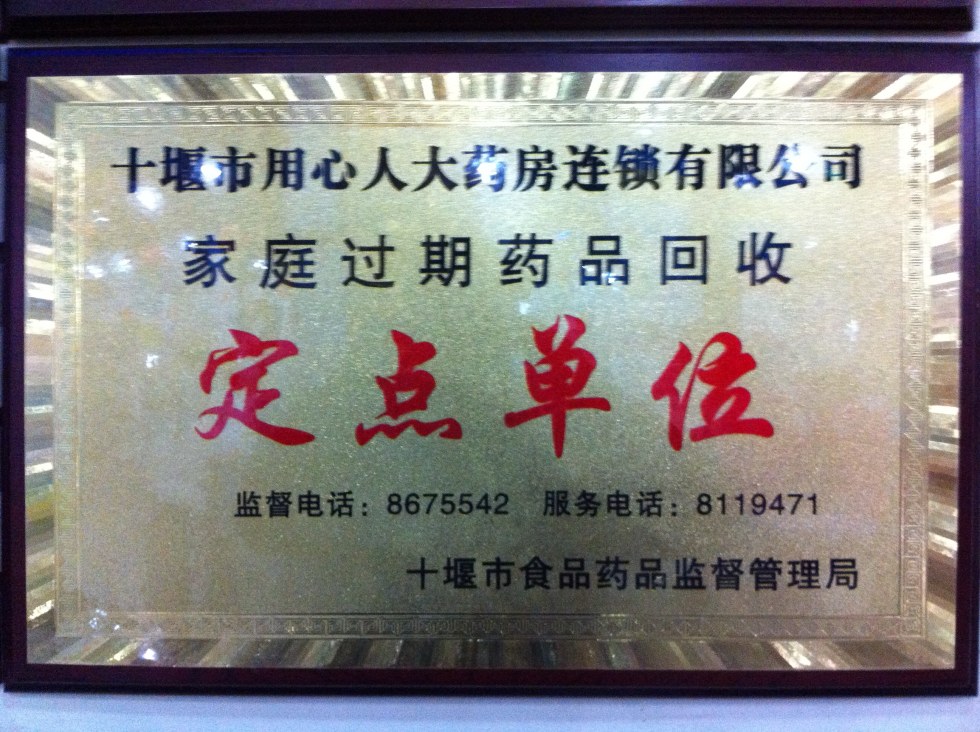 十堰市用心人大药房连锁有限公司
家庭过期药品回收
定点单位
监督电话：8675542 服务电话：8119471
十堰市食品药品监督管理局